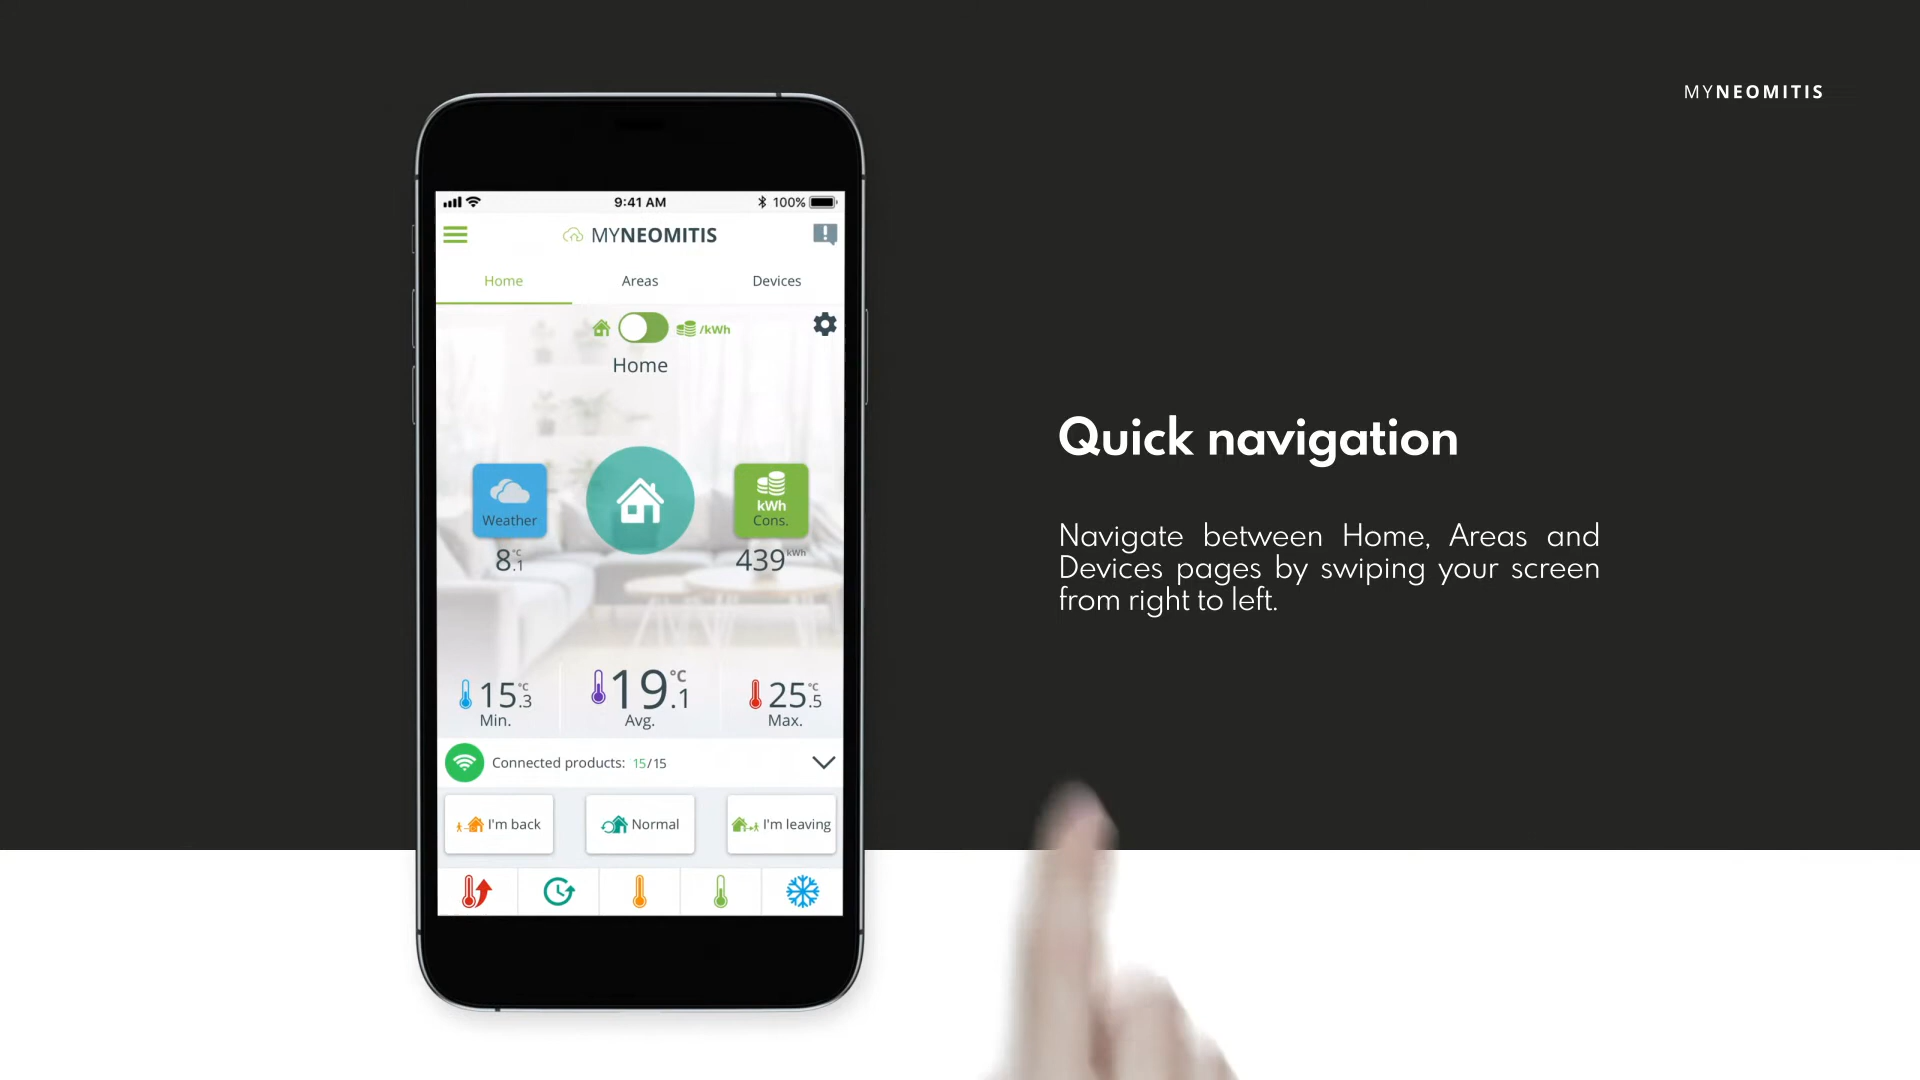 MYNEOMITIS
9:41 AM
100%
MYNEOMITIS
Home
Areas
Devices
/kWh
Home
Weather
8.1 °C
kWh
Cons.
439 kWh
15.3 °C
Min.
19.1 °C
Avg.
25.5 °C
Max.
Connected products: 15/15
I'm back
Normal
I'm leaving
Quick navigation
Navigate between Home, Areas and
Devices pages by swiping your screen
from right to left.